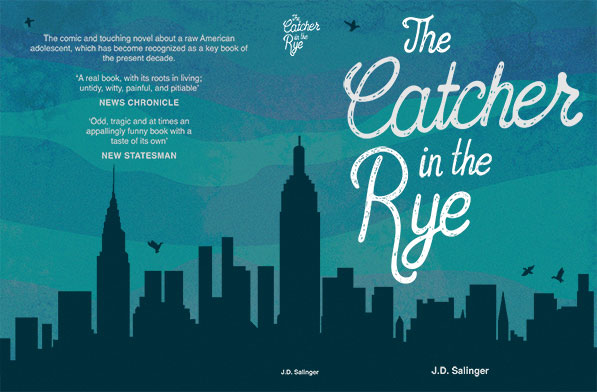 The comic and touching novel about a raw American
adolescent, which has become recognized as a key book of
the present decade.
‘A real book, with its roots in living;
untidy, witty, painful, and pitiable’
NEWS CHRONICLE
‘Odd, tragic and at times an
appallingly funny book with a
taste of its own’
NEW STATESMAN
The
Catcher
in the
Rye
J.D. Salinger
The
Catcher
in the
Rye
J.D. Salinger